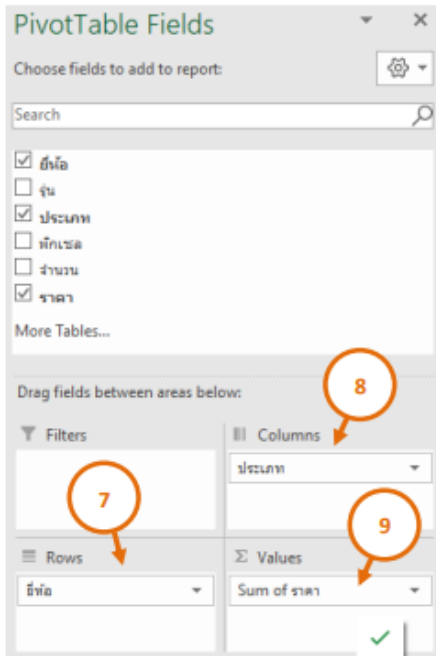 PivotTable Fields
Choose fields to add to report:
Search
ยี่ห้อ
รุ่น
ประเภท
พิกเซล
จำนวน
ราคา
More Tables...
Drag fields between areas below:
8
Filters
Columns
ประเภท
7
9
Rows
Σ Values
ยี่ห้อ
Sum of ราคา